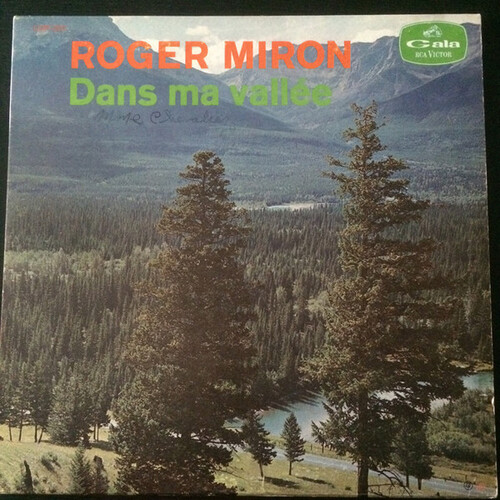 ROGER MIRON
Dans ma vallée
Gala
RCA VICTOR